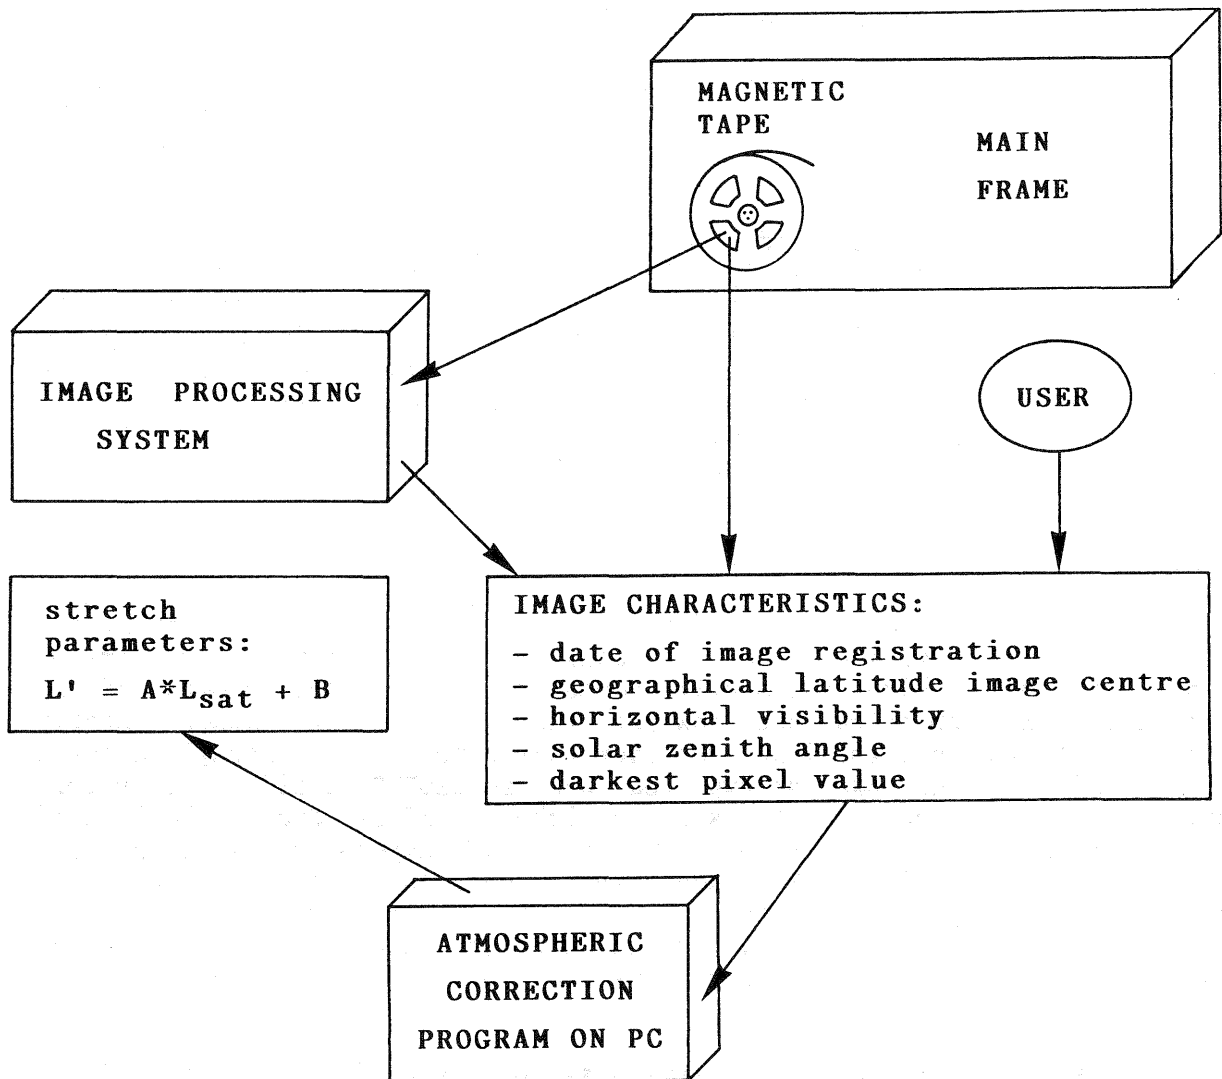 MAGNETIC
TAPE
MAIN
FRAME
IMAGE PROCESSING
SYSTEM
USER
stretch
parameters:
L' = A*Lsat + B
IMAGE CHARACTERISTICS:
- date of image registration
- geographical latitude image centre
- horizontal visibility
- solar zenith angle
- darkest pixel value
ATMOSPHERIC
CORRECTION
PROGRAM ON PC